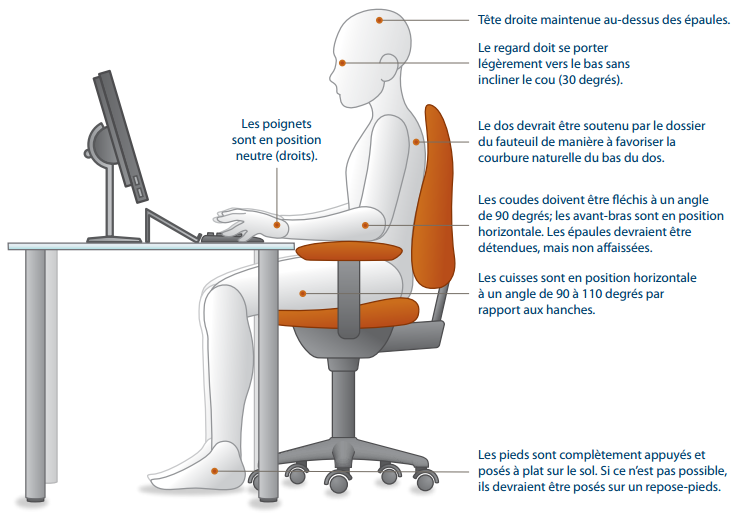 Tête droite maintenue au-dessus des épaules.
Le regard doit se porter
légèrement vers le bas sans
incliner le cou (30 degrés).
Les poignets
sont en position
neutre (droits).
Le dos devrait être soutenu par le dossier
du fauteuil de manière à favoriser la
courbure naturelle du bas du dos.
Les coudes doivent être fléchis à un angle
de 90 degrés; les avant-bras sont en position
horizontale. Les épaules devraient être
détendues, mais non affaissées.
Les cuisses sont en position horizontale
à un angle de 90 à 110 degrés par
rapport aux hanches.
Les pieds sont complètement appuyés et
posés à plat sur le sol. Si ce n'est pas possible,
ils devraient être posés sur un repose-pieds.